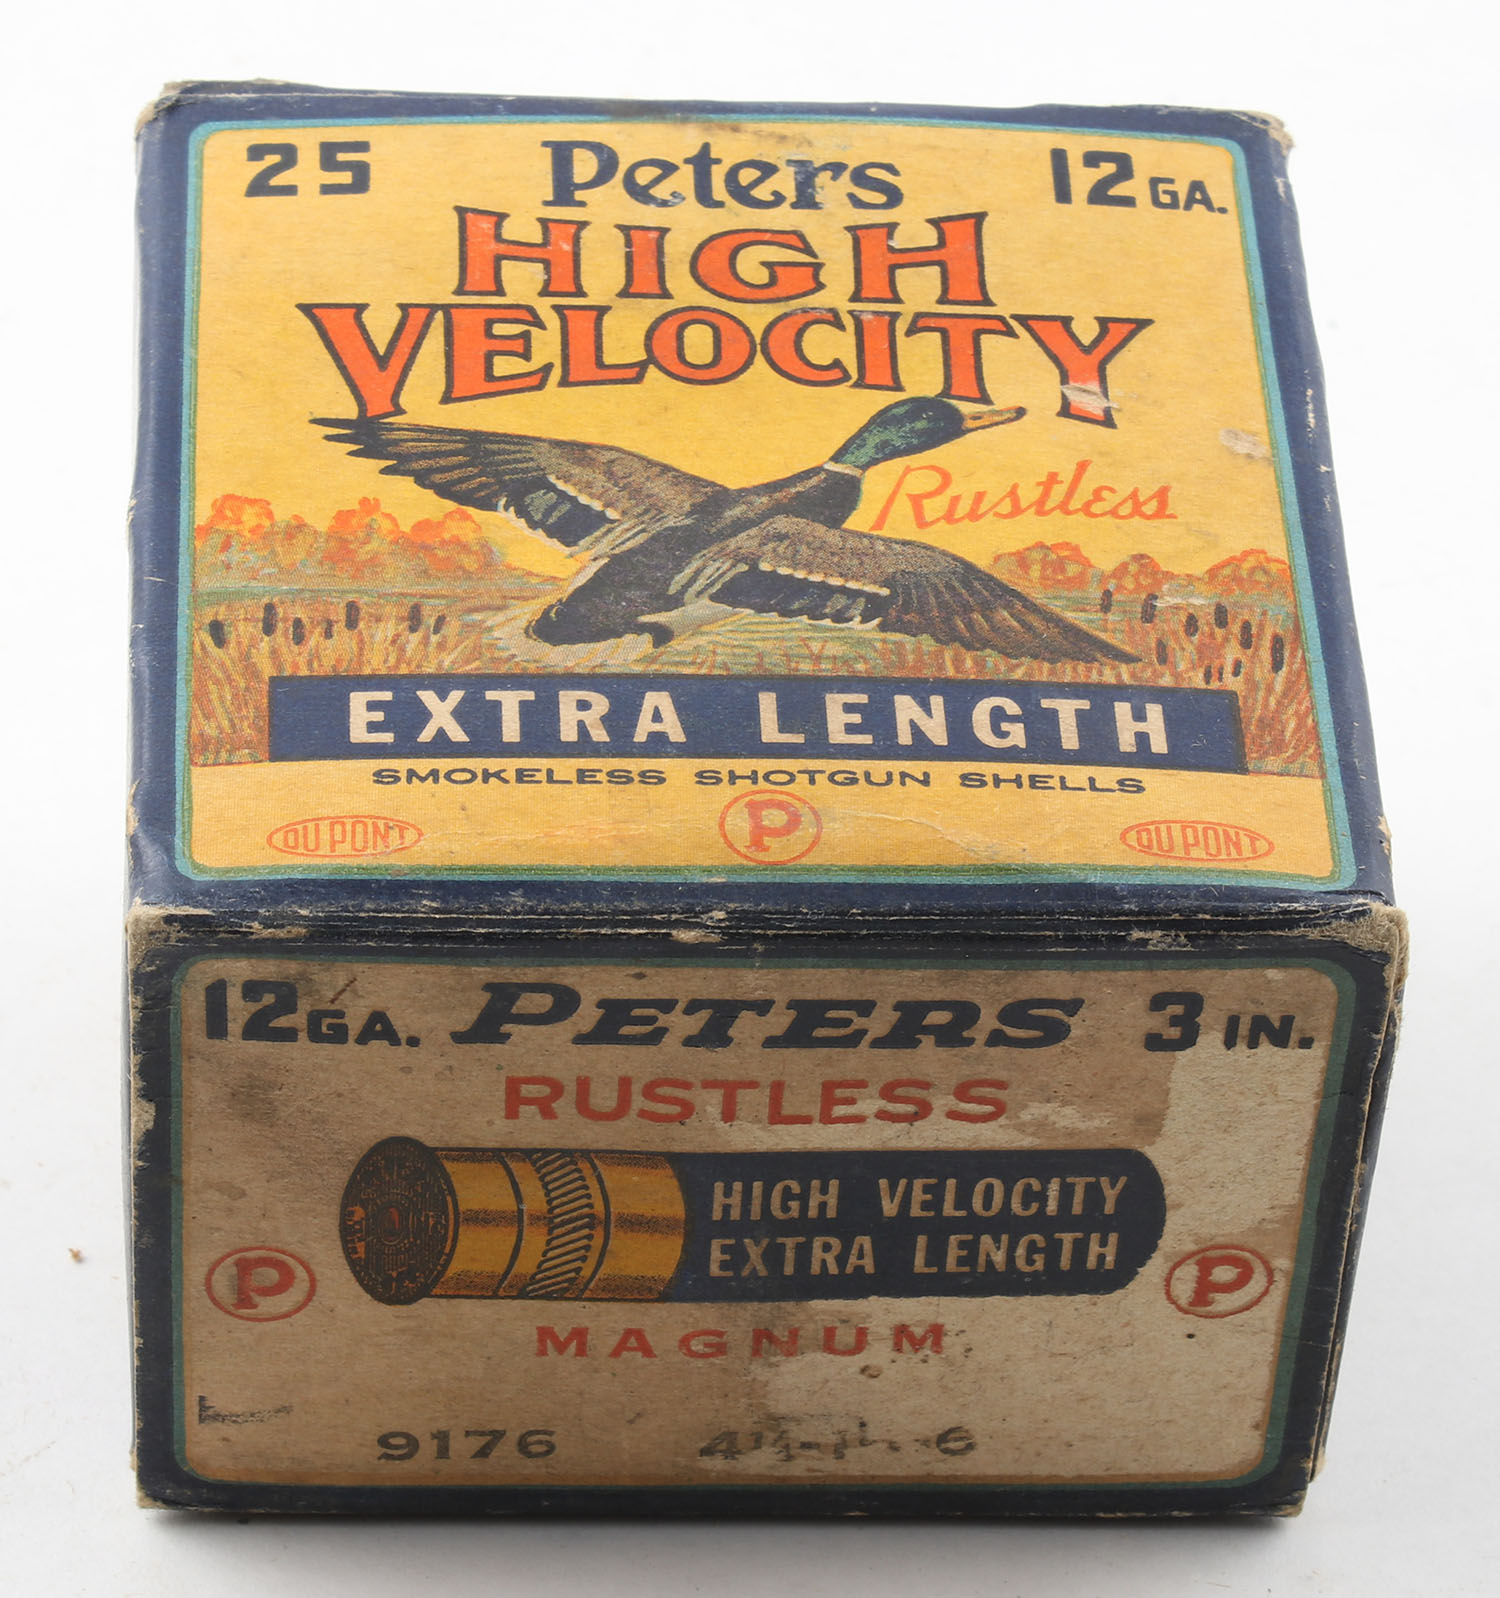 25 Peters 12 GA.
HIGH
VELOCITY
Rustless
EXTRA LENGTH
SMOKELESS SHOTGUN SHELLS
DU PONT P DU PONT
12 GA. PETERS 3 IN.
RUSTLESS
HIGH VELOCITY
EXTRA LENGTH
P P
MAGNUM
9176 6